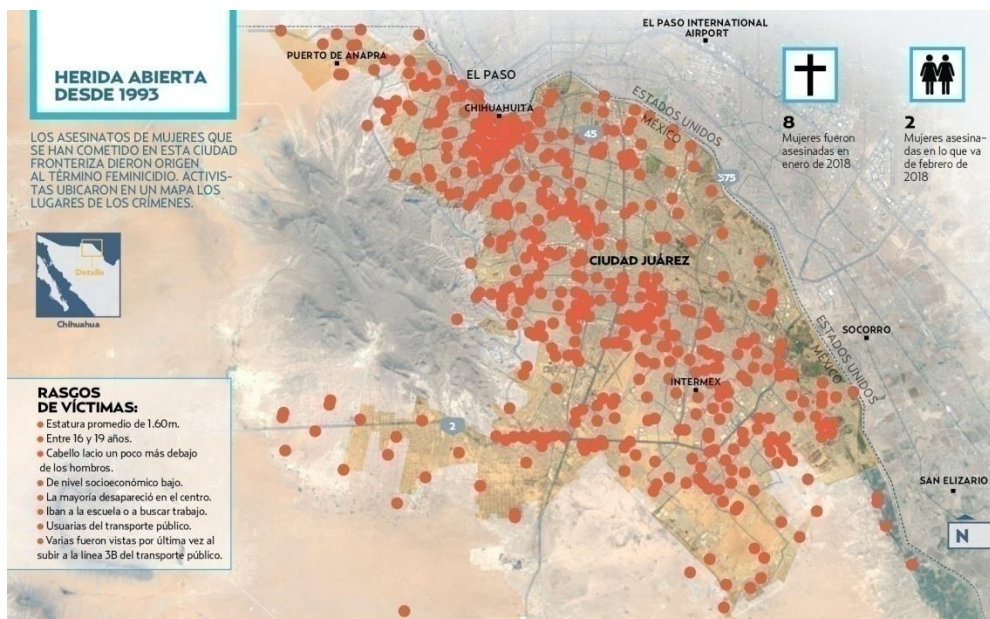 HERIDA ABIERTA
DESDE 1993
LOS ASESINATOS DE MUJERES QUE
SE HAN COMETIDO EN ESTA CIUDAD
FRONTERIZA DIERON ORIGEN
AL TÉRMINO FEMINICIDIO. ACTIVIS-
TAS UBICARON EN UN MAPA LOS
LUGARES DE LOS CRÍMENES.
Detalle
Chihuahua
PUERTO DE ANAPRA
EL PASO
CHIHUAHUITA
EL PASO INTERNATIONAL
AIRPORT
45
ESTADOS UNIDOS
MÉXICO
375
8
Mujeres fueron
asesinadas en
enero de 2018
2
Mujeres asesina-
das en lo que va
de febrero de
2018
CIUDAD JUÁREZ
ESTADOS UNIDOS
MÉXICO
SOCORRO
INTERMEX
2
SAN ELIZARIO
N
RASGOS
DE VÍCTIMAS:
Estatura promedio de 1.60m.
Entre 16 y 19 años.
Cabello lacio un poco más debajo
de los hombros.
De nivel socioeconómico bajo.
La mayoría desapareció en el centro.
Iban a la escuela o a buscar trabajo.
Usuarias del transporte público.
Varias fueron vistas por última vez al
subir a la línea 3B del transporte público.